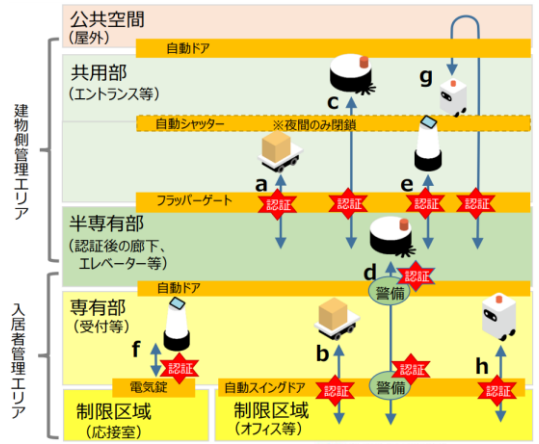 公共空間
(屋外)
自動ドア
建物側管理エリア
共用部
(エントランス等)
g
c
自動シャッター ※夜間のみ閉鎖
a
e
フラッパーゲート
認証
認証
認証
認証
半専有部
(認証後の廊下、
エレベーター等)
d
認証
自動ドア
警備
入居者管理エリア
専有部
(受付等)
f
認証
b
h
認証
電気錠
自動スイングドア
認証
警備
認証
制限区域
(応接室)
制限区域
(オフィス等)